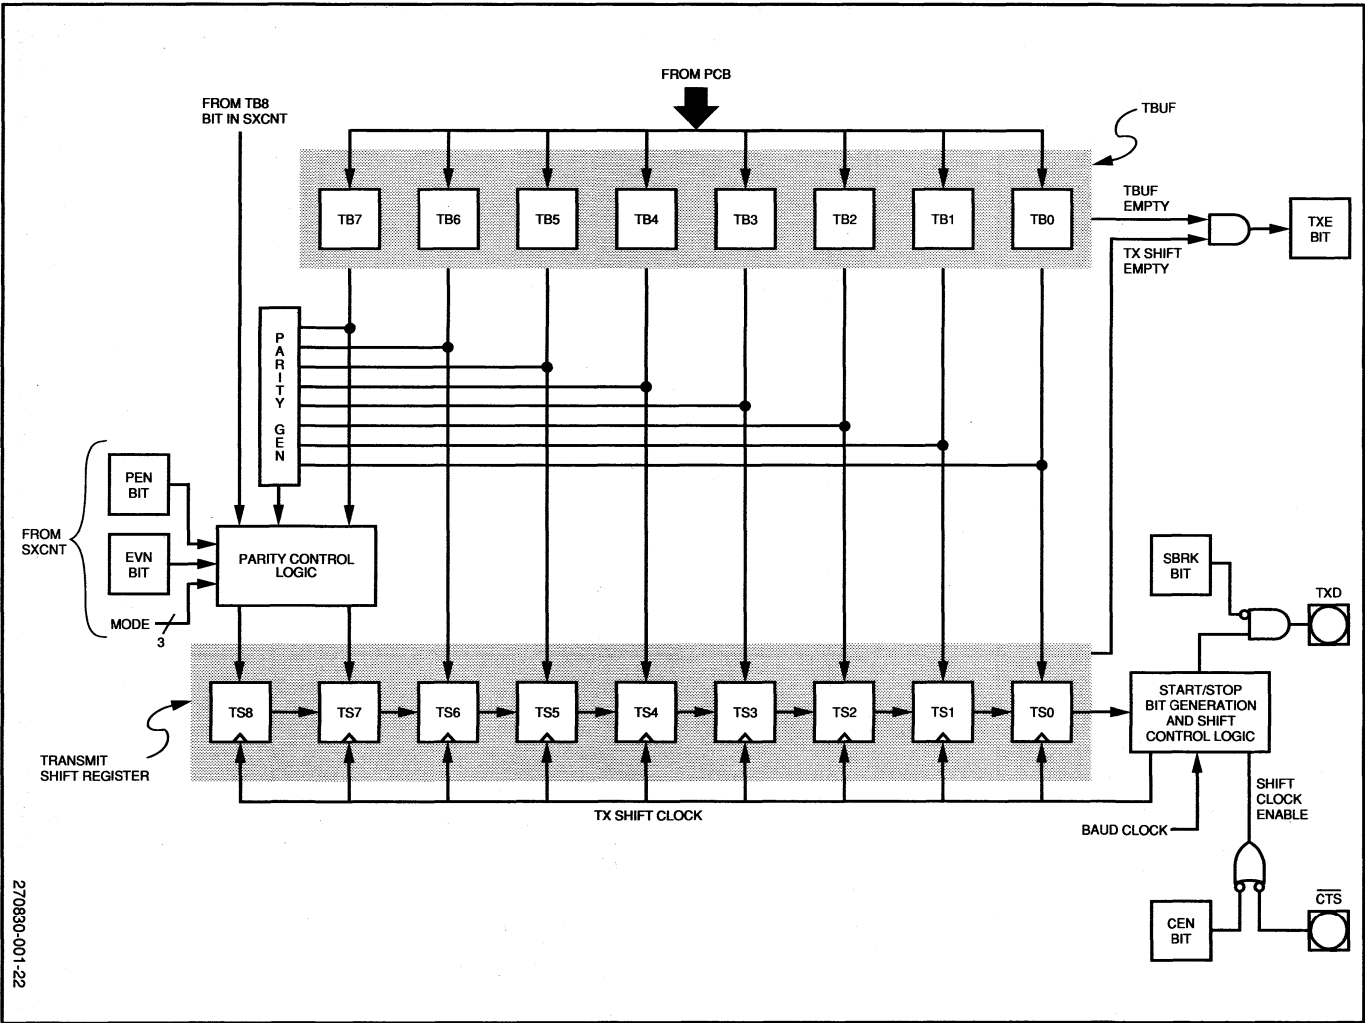 FROM PCB
FROM TB8
BIT IN SXCNT
TBUF
TB7
TB6
TB5
TB4
TB3
TB2
TB1
TB0
TBUF
EMPTY
TX SHIFT
EMPTY
TXE
BIT
PARITY GEN
FROM
SXCNT
PEN
BIT
EVN
BIT
MODE
3
PARITY CONTROL
LOGIC
SBRK
BIT
TXD
TS8
TS7
TS6
TS5
TS4
TS3
TS2
TS1
TS0
START/STOP
BIT GENERATION
AND SHIFT
CONTROL LOGIC
TRANSMIT
SHIFT REGISTER
TX SHIFT CLOCK
BAUD CLOCK
SHIFT
CLOCK
ENABLE
CEN
BIT
CTS
270830-001-22